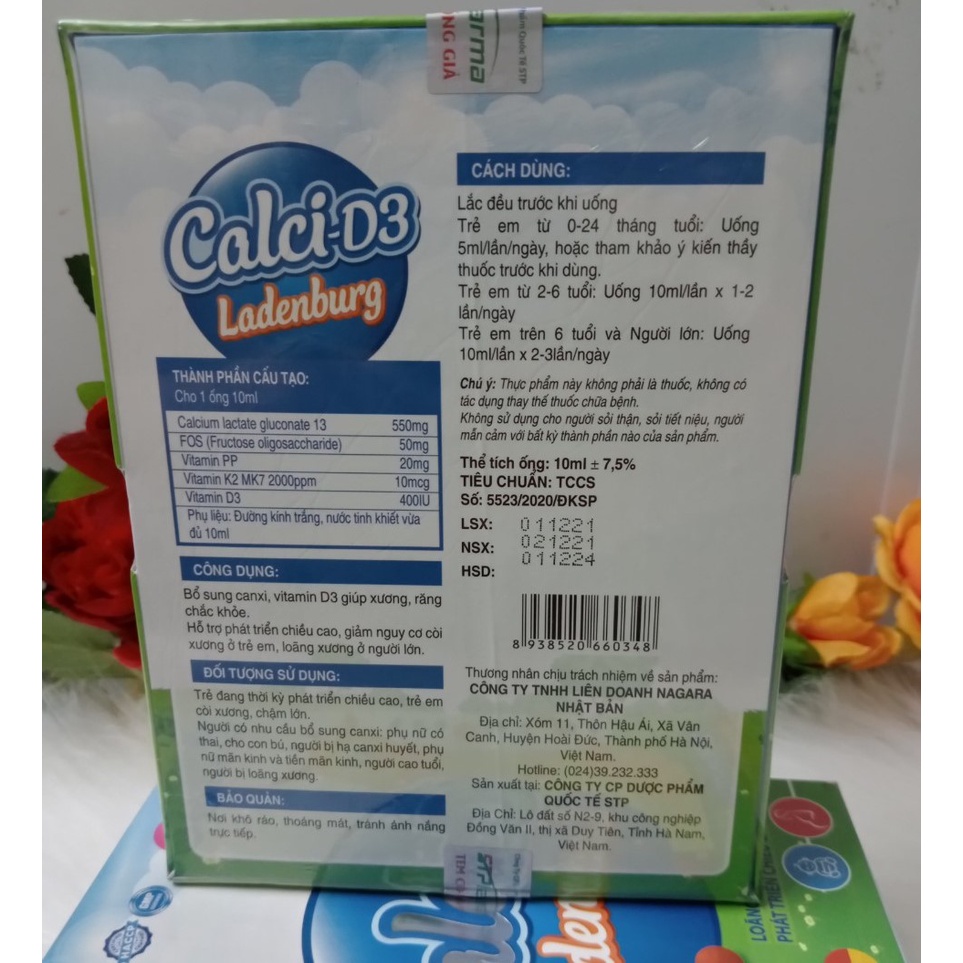 ẨM QUỐC TẾ STP
arma
NG GIẢ
Calci-D3
Ladenburg
THÀNH PHẦN CẤU TẠO:
Cho 1 ống 10ml
Calcium lactate gluconate 13 550mg
FOS (Fructose oligosaccharide) 50mg
Vitamin PP 20mg
Vitamin K2 MK7 2000ppm 10mcg
Vitamin D3 400IU
Phụ liệu: Đường kính trắng, nước tinh khiết vừa
đủ 10ml
CÔNG DỤNG:
Bổ sung canxi, vitamin D3 giúp xương, răng
chắc khỏe.
Hỗ trợ phát triển chiều cao, giảm nguy cơ còi
xương ở trẻ em, loãng xương ở người lớn.
ĐỐI TƯỢNG SỬ DỤNG:
Trẻ đang thời kỳ phát triển chiều cao, trẻ em
còi xương, chậm lớn.
Người có nhu cầu bổ sung canxi: phụ nữ có
thai, cho con bú, người bị hạ canxi huyết, phụ
nữ mãn kinh và tiền mãn kinh, người cao tuổi,
người bị loãng xương.
BẢO QUẢN:
Nơi khô ráo, thoáng mát, tránh ánh nắng
trực tiếp.
CÁCH DÙNG:
Lắc đều trước khi uống
Trẻ em từ 0-24 tháng tuổi: Uống
5ml/lần/ngày, hoặc tham khảo ý kiến thầy
thuốc trước khi dùng.
Trẻ em từ 2-6 tuổi: Uống 10ml/lần x 1-2
lần/ngày
Trẻ em trên 6 tuổi và Người lớn: Uống
10ml/lần x 2-3lần/ngày
Chú ý: Thực phẩm này không phải là thuốc, không có
tác dụng thay thế thuốc chữa bệnh.
Không sử dụng cho người sỏi thận, sỏi tiết niệu, người
mẫn cảm với bất kỳ thành phần nào của sản phẩm.
Thể tích ống: 10ml ± 7,5%
TIÊU CHUẨN: TCCS
Số: 5523/2020/ĐKSP
LSX: 011221
NSX: 021221
HSD: 011224
8 938520 660348
Thương nhân chịu trách nhiệm về sản phẩm:
CÔNG TY TNHH LIÊN DOANH NAGARA
NHẬT BẢN
Địa chỉ: Xóm 11, Thôn Hậu Ái, Xã Vân
Canh, Huyện Hoài Đức, Thành phố Hà Nội,
Việt Nam.
Hotline: (024)39.232.333
Sản xuất tại: CÔNG TY CP DƯỢC PHẨM
QUỐC TẾ STP
Địa Chỉ: Lô đất số N2-9, khu công nghiệp
Đồng Văn II, thị xã Duy Tiên, Tỉnh Hà Nam,
Việt Nam.
STP
TEM
HACCP
LOÃN
PHÁT TRIỂN CHIỀ
den